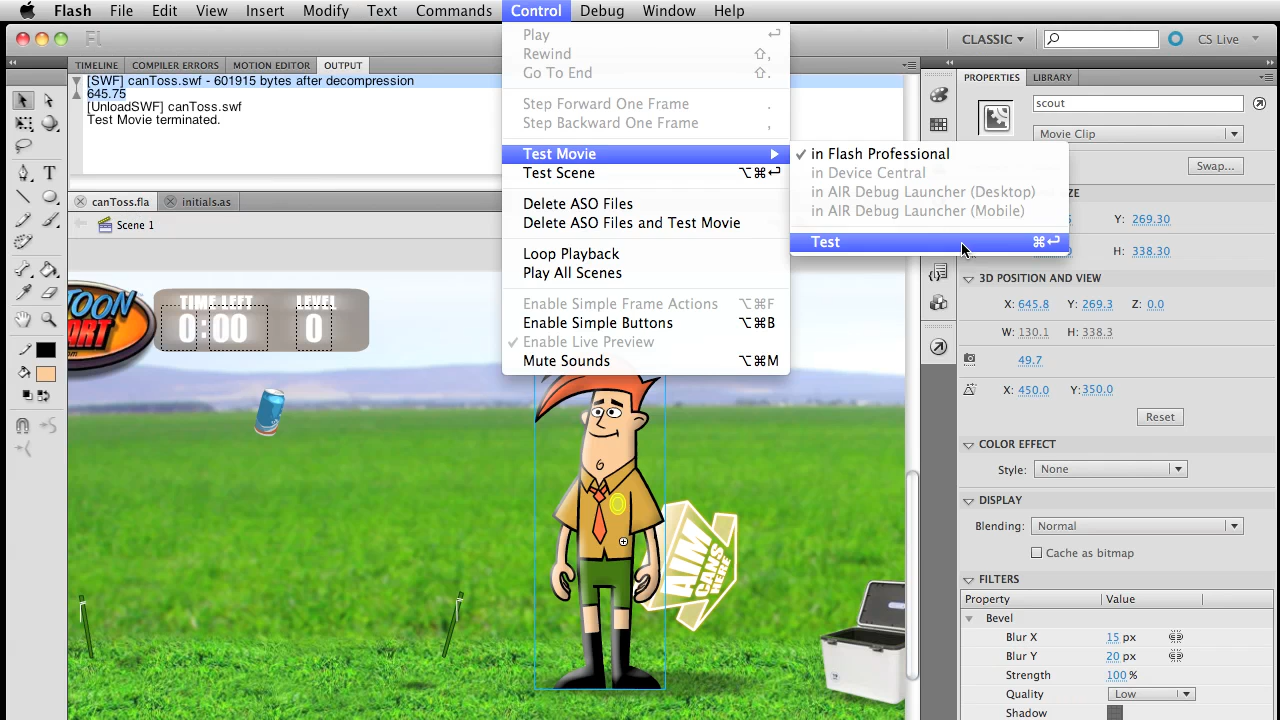 Flash File Edit View Insert Modify Text Commands Control Debug Window Help
Fl
CLASSIC
CS Live
TIMELINE COMPILER ERRORS MOTION EDITOR OUTPUT
[SWF] canToss.swf - 601915 bytes after decompression
645.75
[UnloadSWF] canToss.swf
Test Movie terminated.
canToss.fla initials.as
Scene 1
TOON
TIME LEFT LEVEL
0:00 0
Play
Rewind ⇧,
Go To End ⇧.
Step Forward One Frame .
Step Backward One Frame ,
Test Movie
Test Scene ⌥⌘↩
Delete ASO Files
Delete ASO Files and Test Movie
Loop Playback
Play All Scenes
Enable Simple Frame Actions ⌥⌘F
Enable Simple Buttons ⌥⌘B
Enable Live Preview
Mute Sounds ⌥⌘M
in Flash Professional
in Device Central
in AIR Debug Launcher (Desktop)
in AIR Debug Launcher (Mobile)
Test ⌘↩
AIM
CANS
HERE
PROPERTIES LIBRARY
scout
Movie Clip
Swap...
Y: 269.30
H: 338.30
3D POSITION AND VIEW
X: 645.8 Y: 269.3 Z: 0.0
W: 130.1 H: 338.3
49.7
X: 450.0 Y: 350.0
Reset
COLOR EFFECT
Style: None
DISPLAY
Blending: Normal
Cache as bitmap
FILTERS
Property Value
Bevel
Blur X 15 px
Blur Y 20 px
Strength 100 %
Quality Low
Shadow